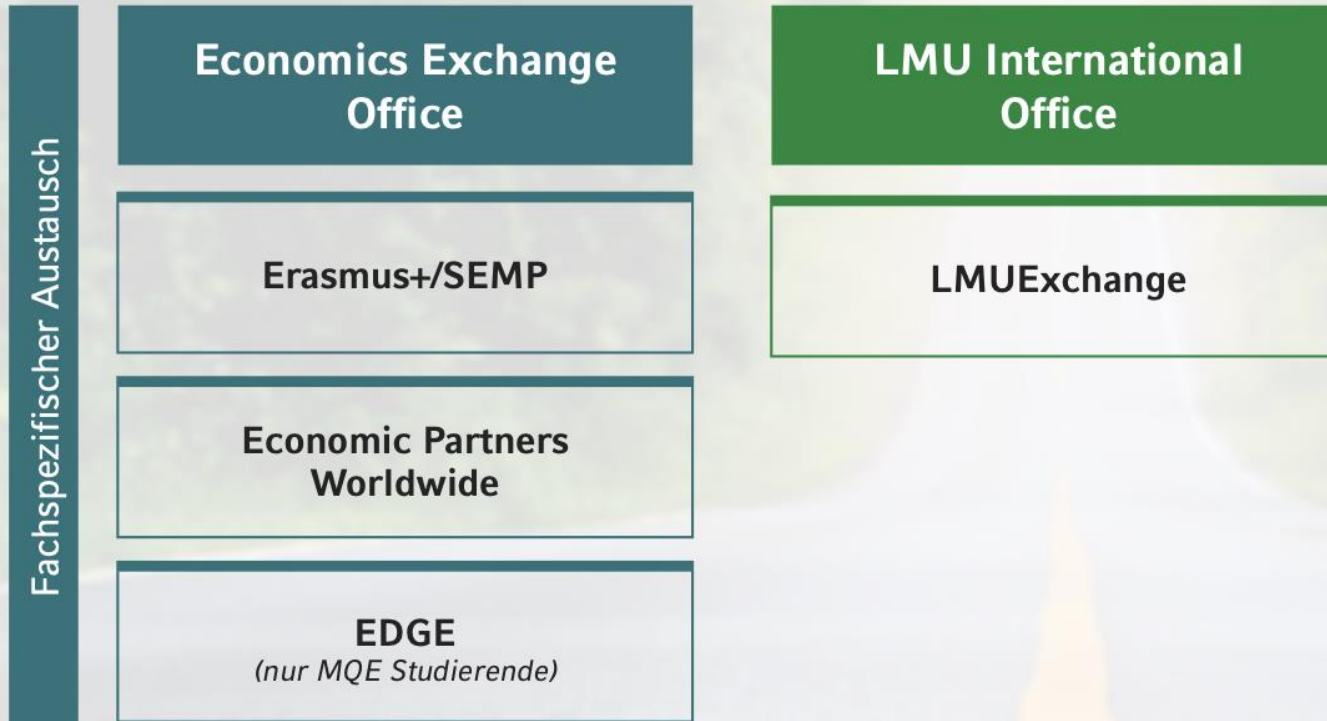 Fachspezifischer Austausch
Economics Exchange
Office
Erasmus+/SEMP
Economic Partners
Worldwide
EDGE
(nur MQE Studierende)
LMU International
Office
LMUExchange